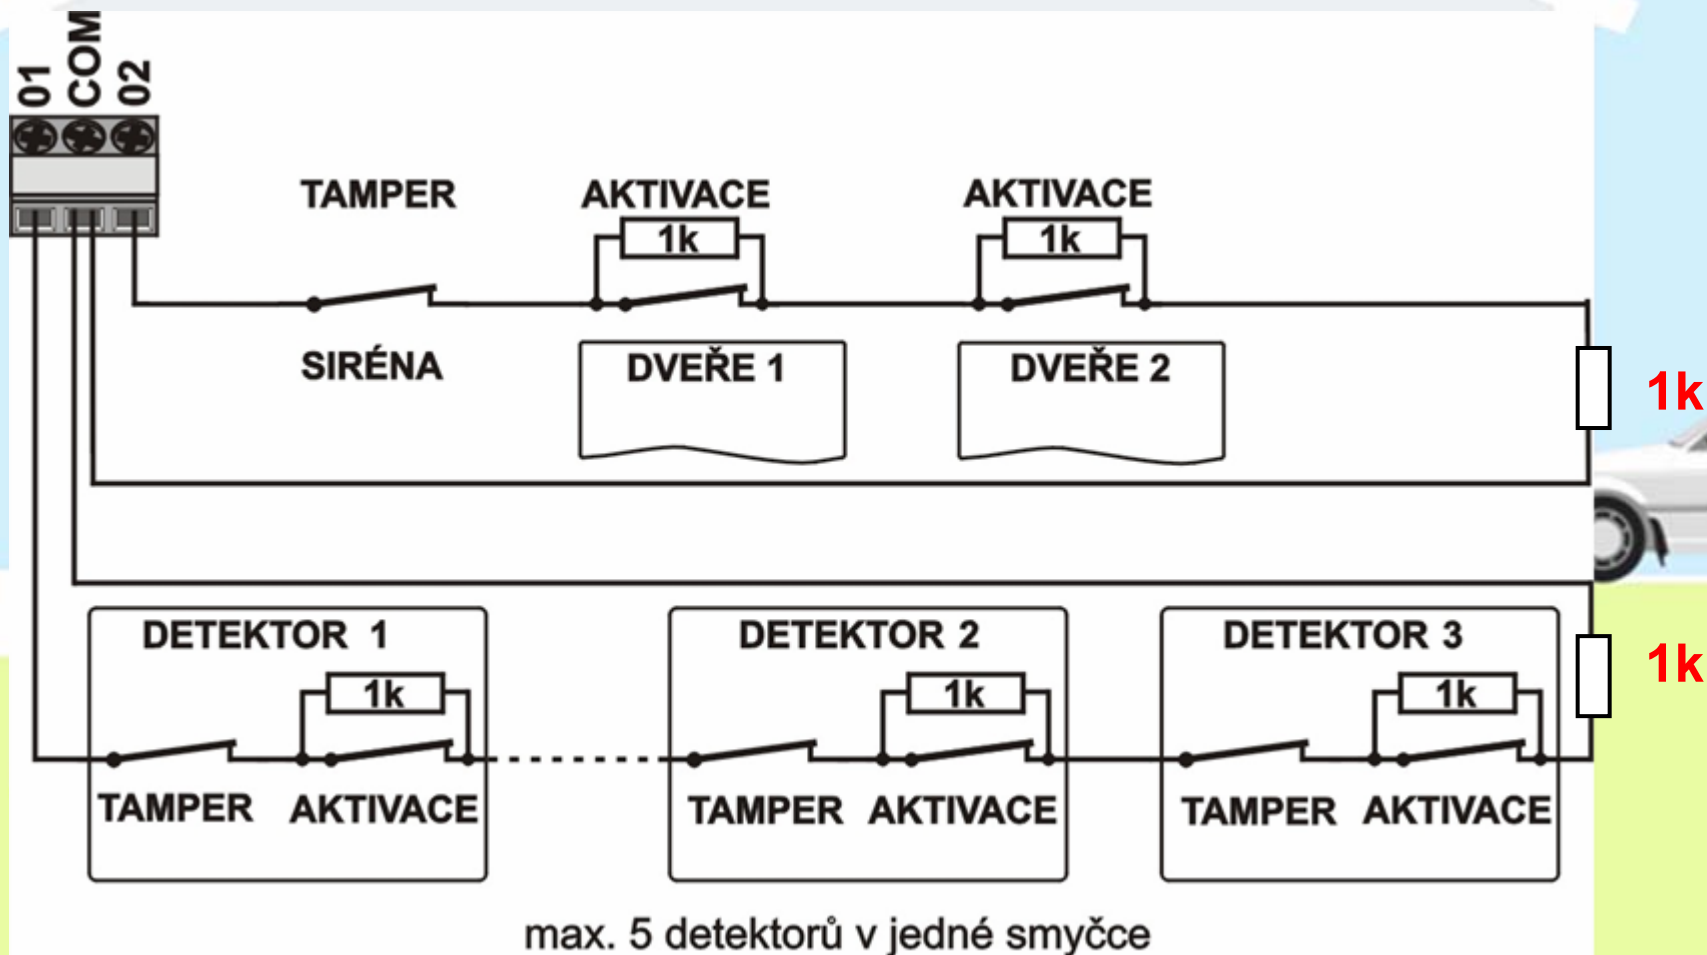 01 COM 02
TAMPER AKTIVACE AKTIVACE
1k 1k
SIRÉNA DVEŘE 1 DVEŘE 2
1k
DETEKTOR 1 DETEKTOR 2 DETEKTOR 3
1k 1k 1k 1k
TAMPER AKTIVACE TAMPER AKTIVACE TAMPER AKTIVACE
max. 5 detektorů v jedné smyčce